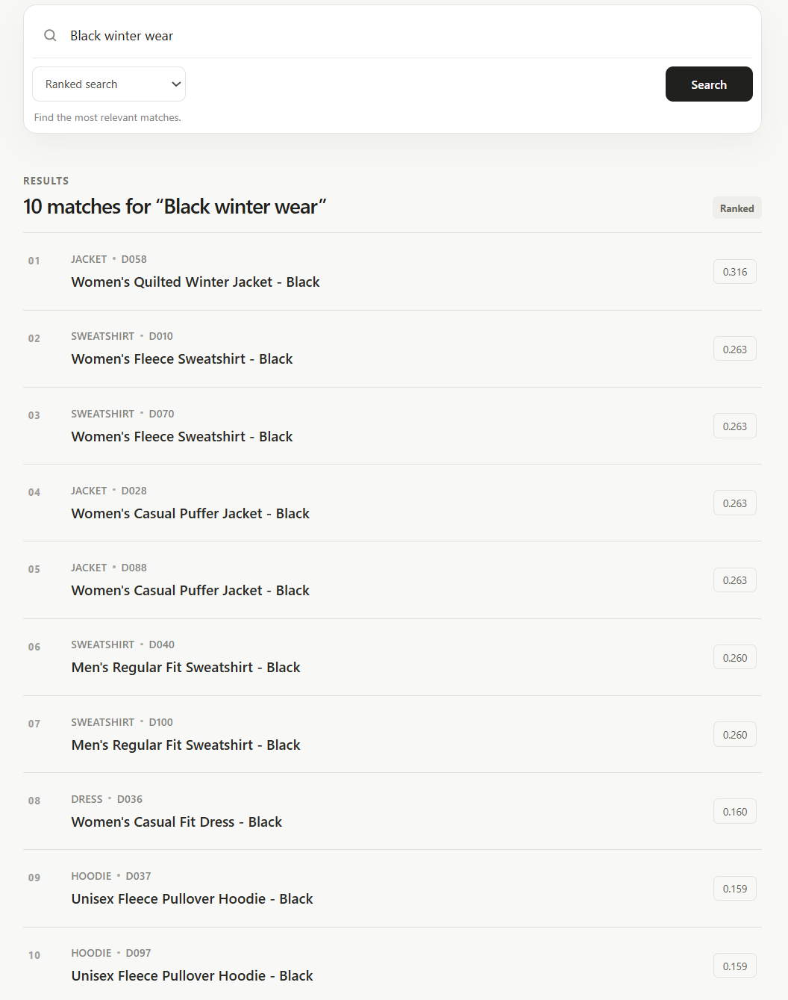 Black winter wear
Ranked search
Search
Find the most relevant matches.
RESULTS
10 matches for “Black winter wear”
Ranked
01
JACKET • D058
Women's Quilted Winter Jacket - Black
0.316
02
SWEATSHIRT • D010
Women's Fleece Sweatshirt - Black
0.263
03
SWEATSHIRT • D070
Women's Fleece Sweatshirt - Black
0.263
04
JACKET • D028
Women's Casual Puffer Jacket - Black
0.263
05
JACKET • D088
Women's Casual Puffer Jacket - Black
0.263
06
SWEATSHIRT • D040
Men's Regular Fit Sweatshirt - Black
0.260
07
SWEATSHIRT • D100
Men's Regular Fit Sweatshirt - Black
0.260
08
DRESS • D036
Women's Casual Fit Dress - Black
0.160
09
HOODIE • D037
Unisex Fleece Pullover Hoodie - Black
0.159
10
HOODIE • D097
Unisex Fleece Pullover Hoodie - Black
0.159